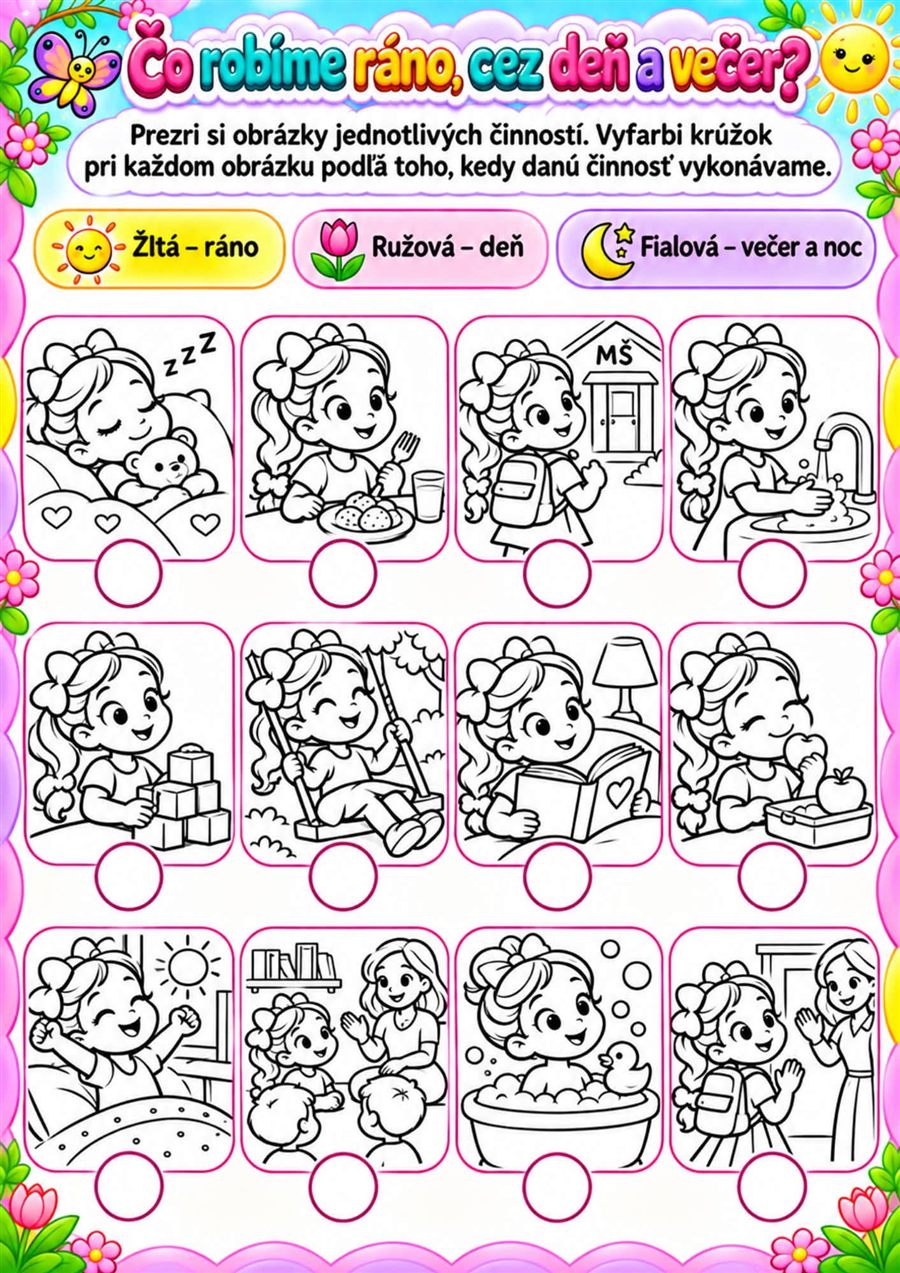 Čo robíme ráno, cez deň a večer?
Prezri si obrázky jednotlivých činností. Vyfarbi krúžok
pri každom obrázku podľa toho, kedy danú činnosť vykonávame.
Žltá – ráno
Ružová – deň
Fialová – večer a noc
zzZ
MŠ